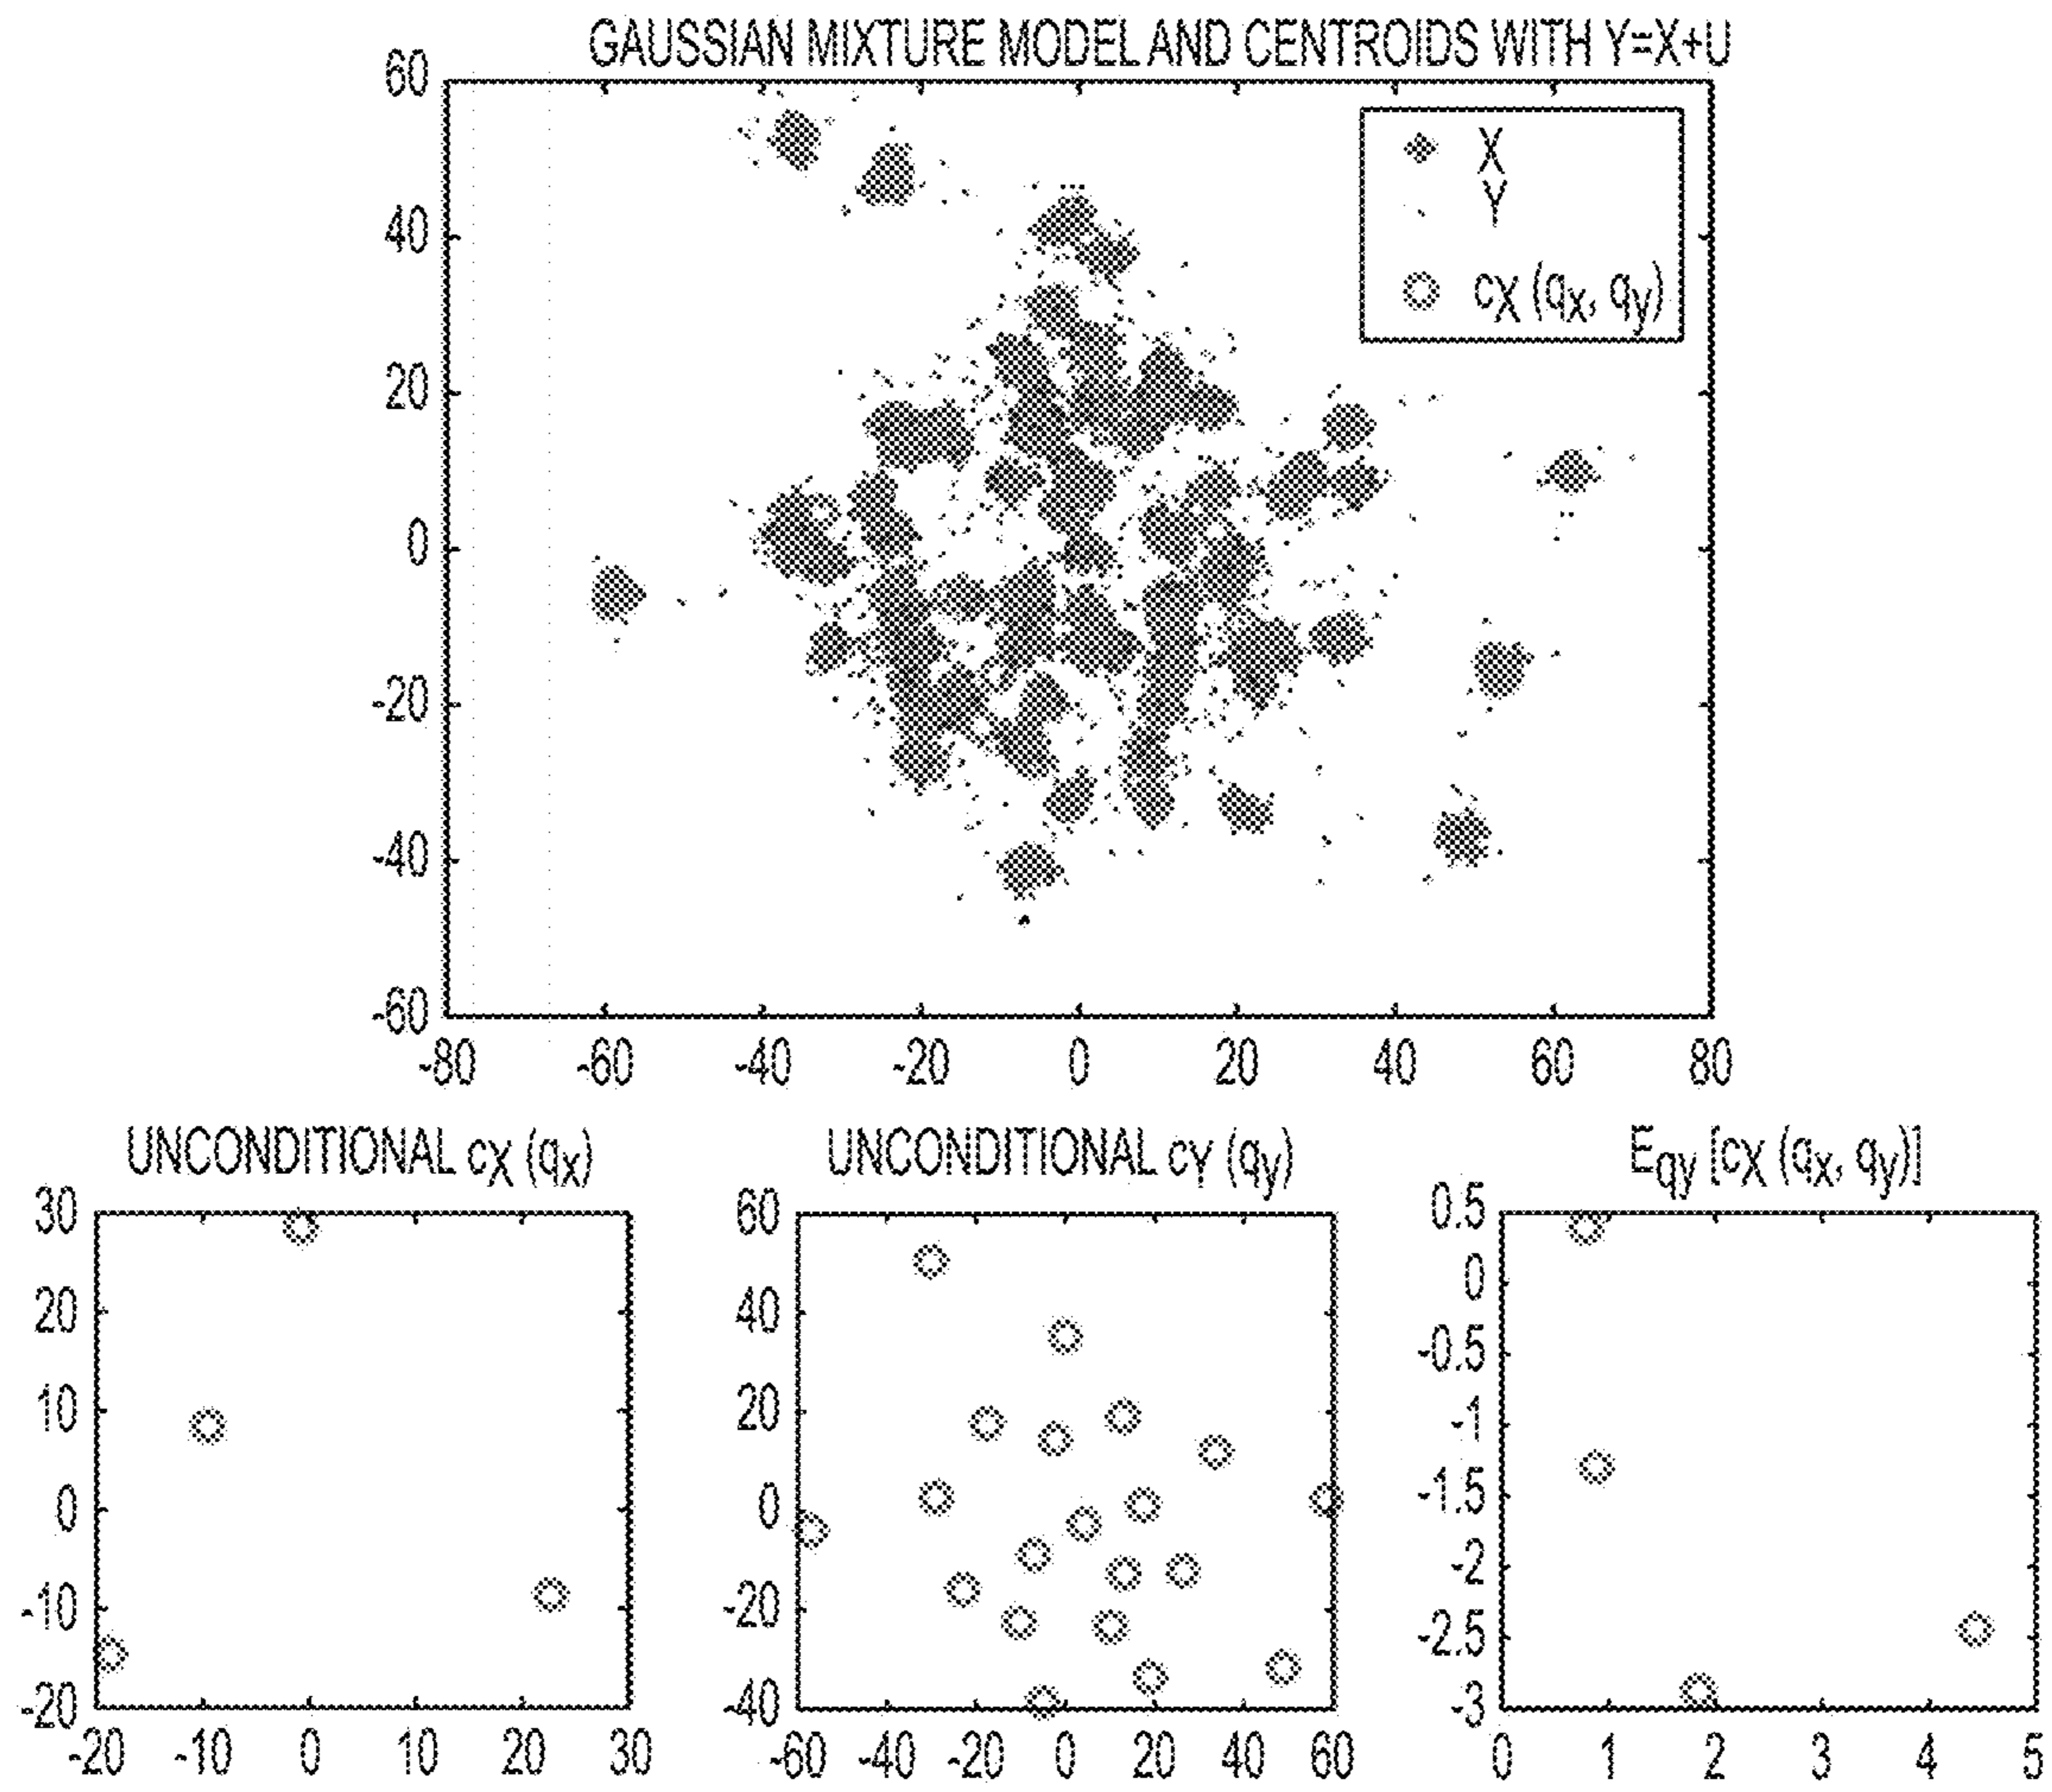 GAUSSIAN MIXTURE MODEL AND CENTROIDS WITH Y=X+U
60
40
20
0
-20
-40
-60
X
Y
cX (qx, qy)
-80 -60 -40 -20 0 20 40 60 80
UNCONDITIONAL cX (qx)
30
20
10
0
-10
-20
-20 -10 0 10 20 30
UNCONDITIONAL cY (qy)
60
40
20
0
-20
-40
-60 -40 -20 0 20 40 60
Eqy [cX (qx, qy)]
0.5
0
-0.5
-1
-1.5
-2
-2.5
-3
0 1 2 3 4 5